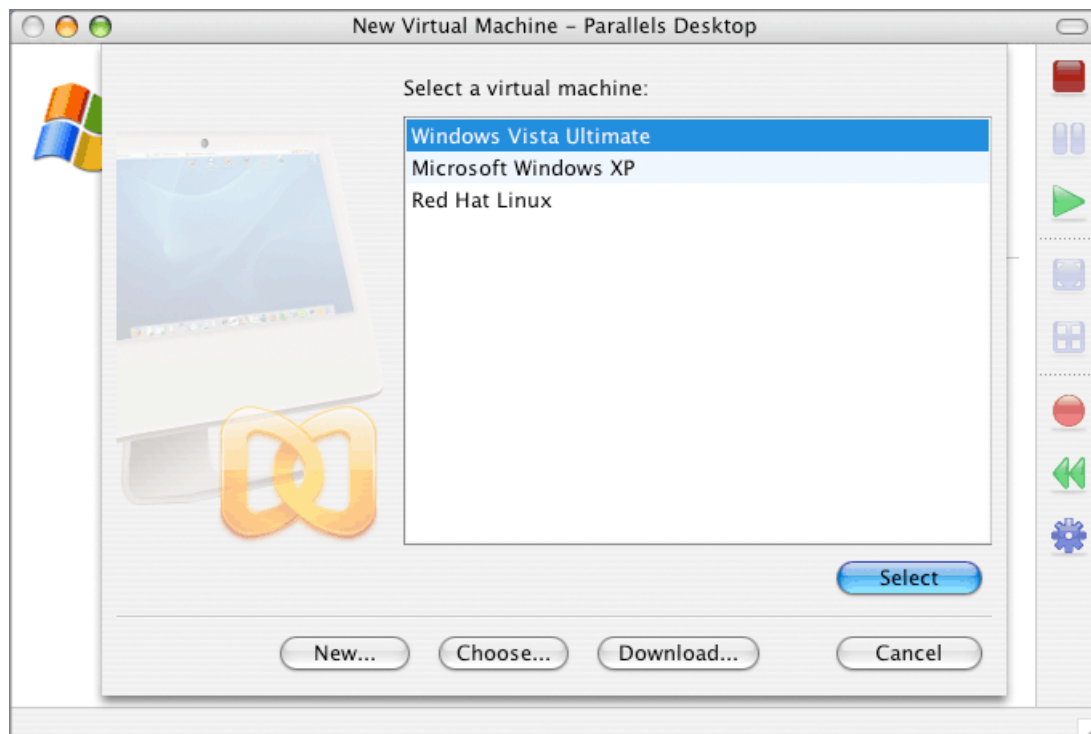 New Virtual Machine – Parallels Desktop
Select a virtual machine:
Windows Vista Ultimate
Microsoft Windows XP
Red Hat Linux
Select
New... Choose... Download... Cancel